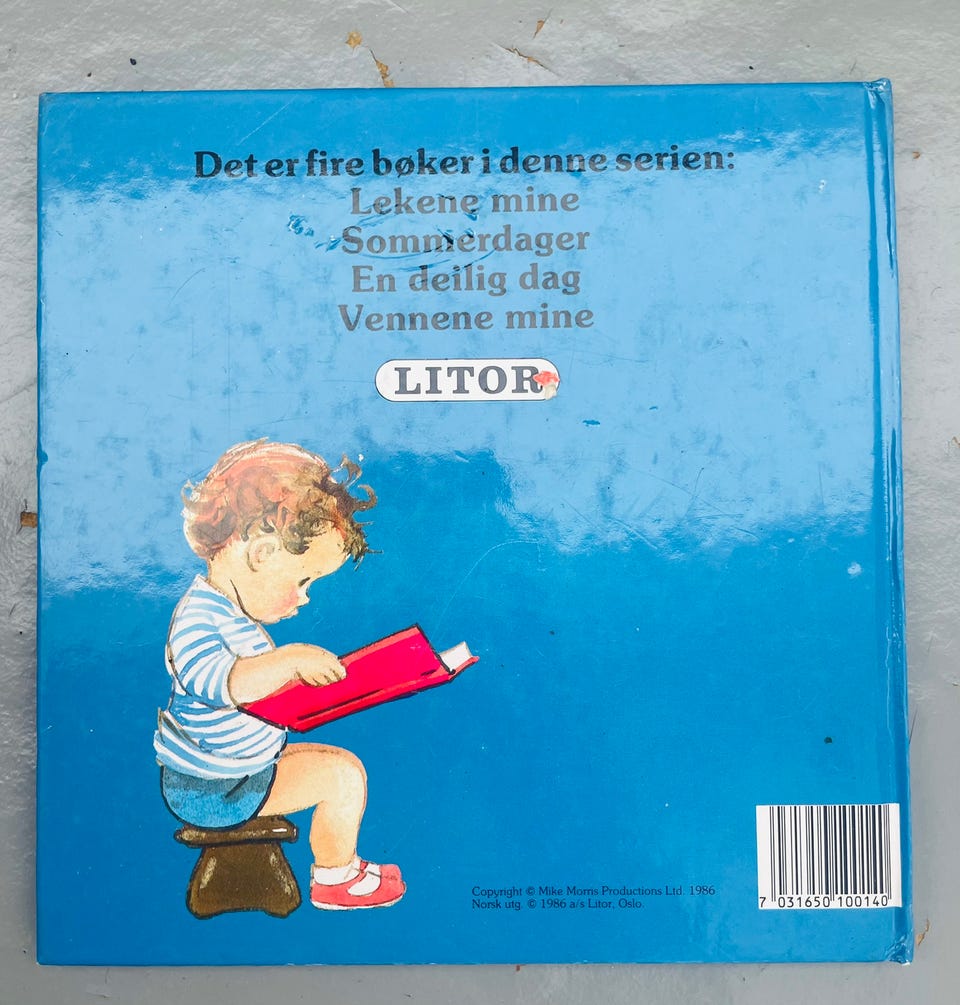 Det er fire bøker i denne serien:
Lekene mine
Sommerdager
En deilig dag
Vennene mine
LITOR
Copyright © Mike Morris Productions Ltd. 1986
Norsk utg. © 1986 a/s Litor, Oslo.
7 031650 100140